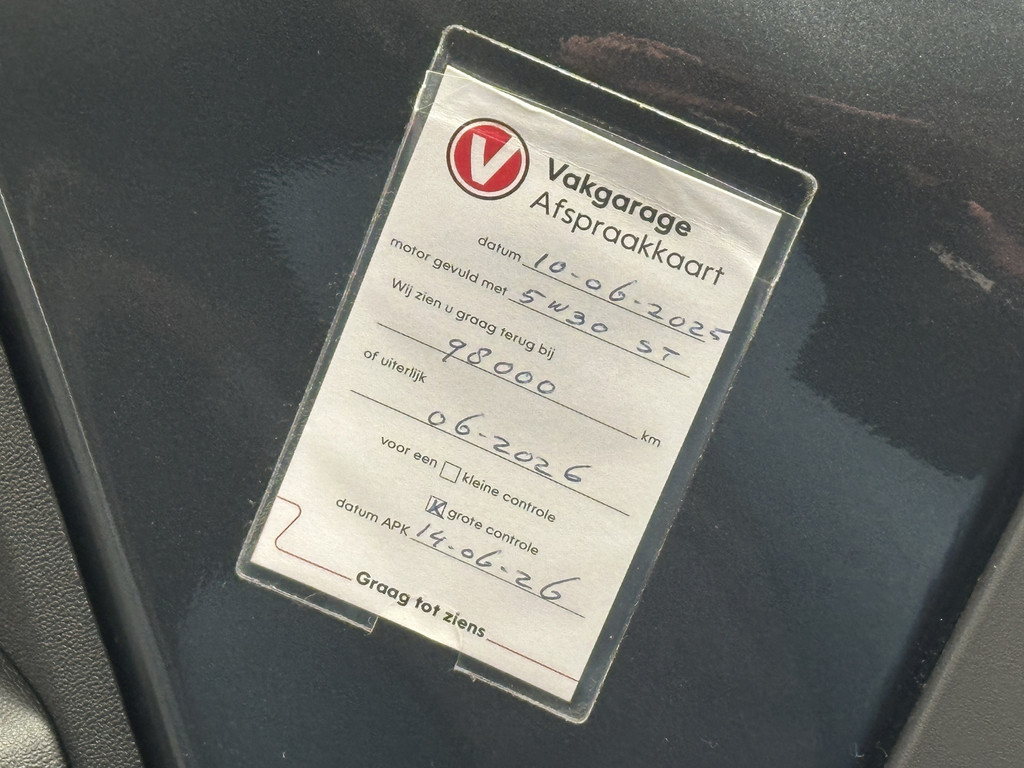 V
Vakgarage
Afspraakkaart
datum 10-06-2025
motor gevuld met 5W30 ST
Wij zien u graag terug bij
98000 km
of uiterlijk
06-2026
voor een kleine controle
X grote controle
datum APK 14-06-26
Graag tot ziens